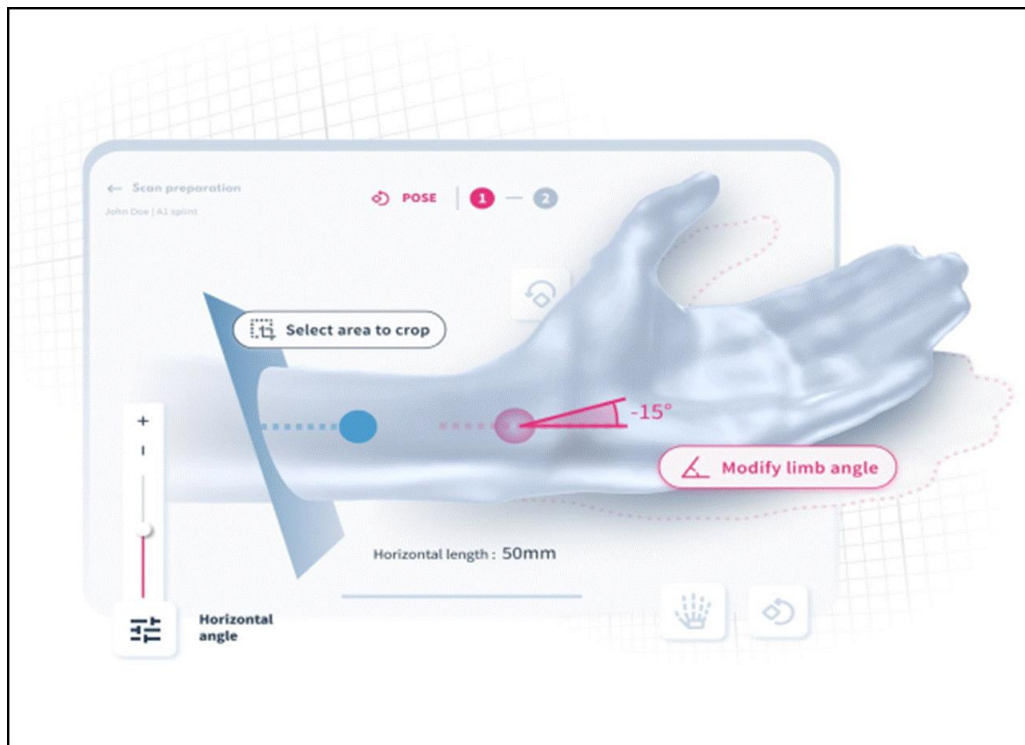 ← Scan preparation
John Doe | A1 splint
POSE | 1 — 2
Select area to crop
-15°
+
Modify limb angle
Horizontal length : 50mm
Horizontal
angle